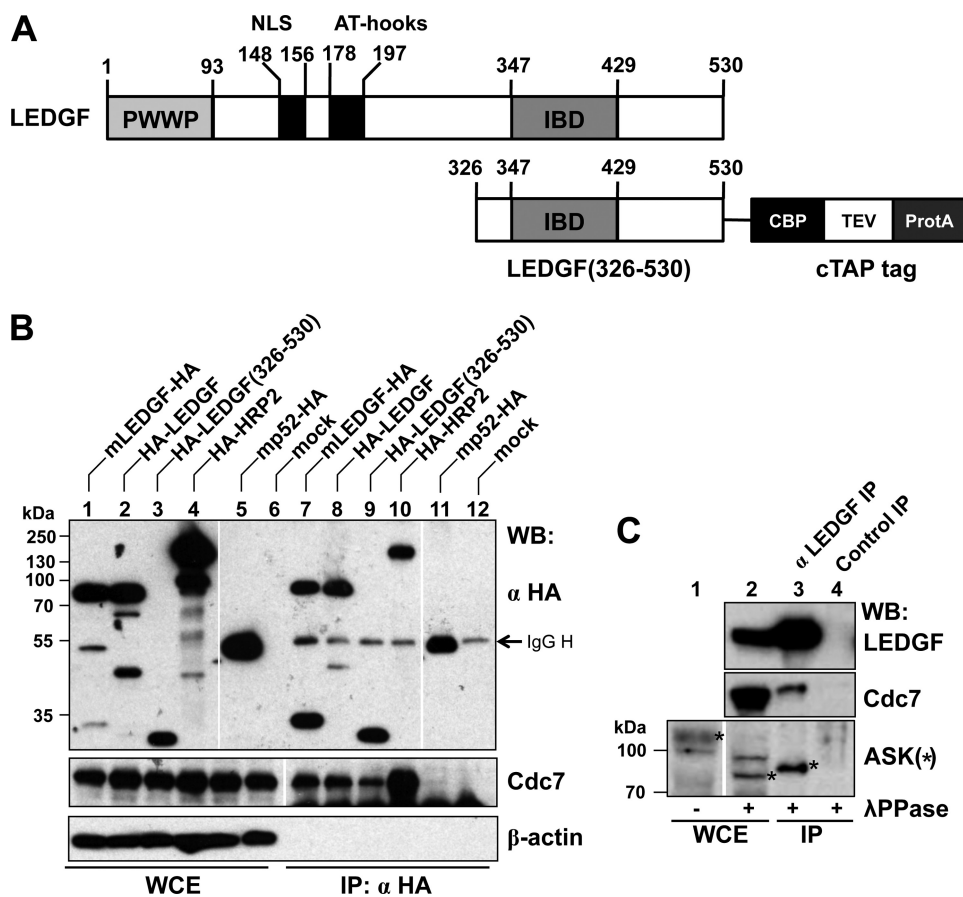 A
NLS AT-hooks
1 93 148 156 178 197 347 429 530
LEDGF PWWP IBD
326 347 429 530
IBD CBP TEV ProtA
LEDGF(326-530) cTAP tag
B
mLEDGF-HA
HA-LEDGF
HA-LEDGF(326-530)
HA-HRP2
mp52-HA
mock
mLEDGF-HA
HA-LEDGF
HA-LEDGF(326-530)
HA-HRP2
mp52-HA
mock
kDa 1 2 3 4 5 6 7 8 9 10 11 12
250
130
100
70
55
35
WB:
α HA
IgG H
Cdc7
β-actin
WCE IP: α HA
C
α LEDGF IP
Control IP
1 2 3 4
WB:
LEDGF
Cdc7
kDa
100
70
* * *
ASK(*)
- + + + λPPase
WCE IP